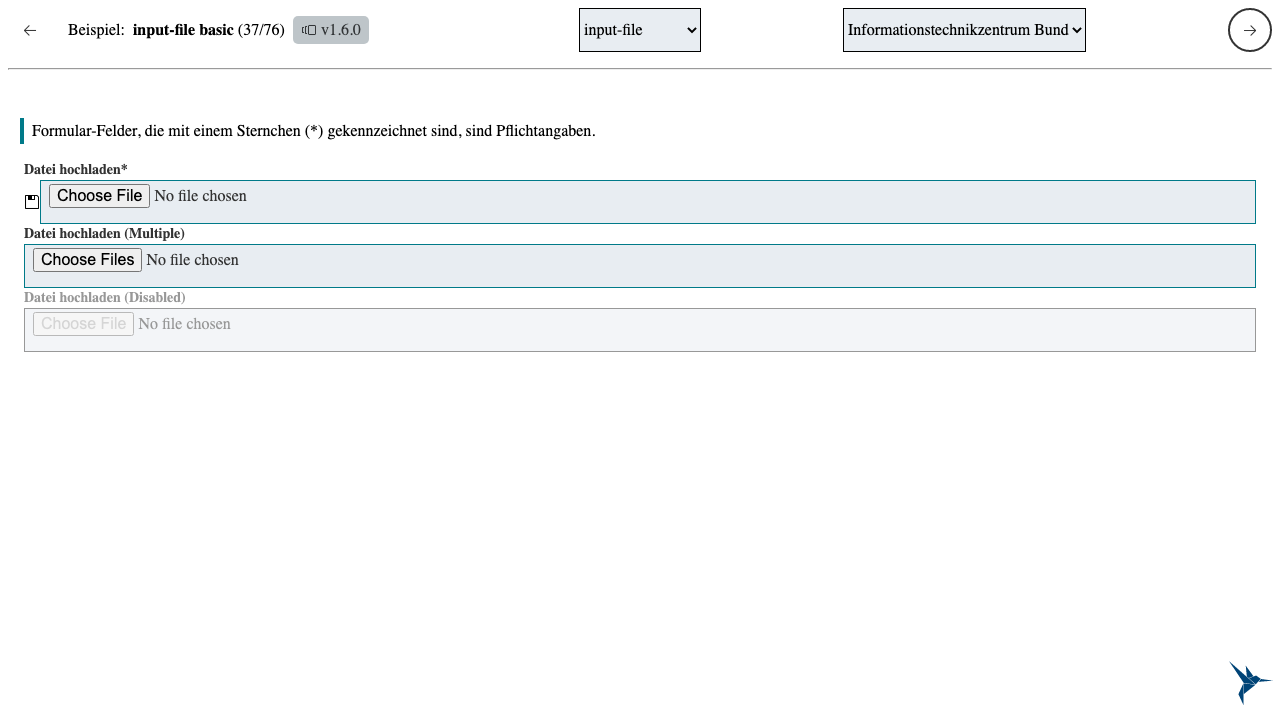 Beispiel: input-file basic (37/76) v1.6.0 input-file Informationstechnikzentrum Bund
Formular-Felder, die mit einem Sternchen (*) gekennzeichnet sind, sind Pflichtangaben.
Datei hochladen*
Choose File No file chosen
Datei hochladen (Multiple)
Choose Files No file chosen
Datei hochladen (Disabled)
Choose File No file chosen